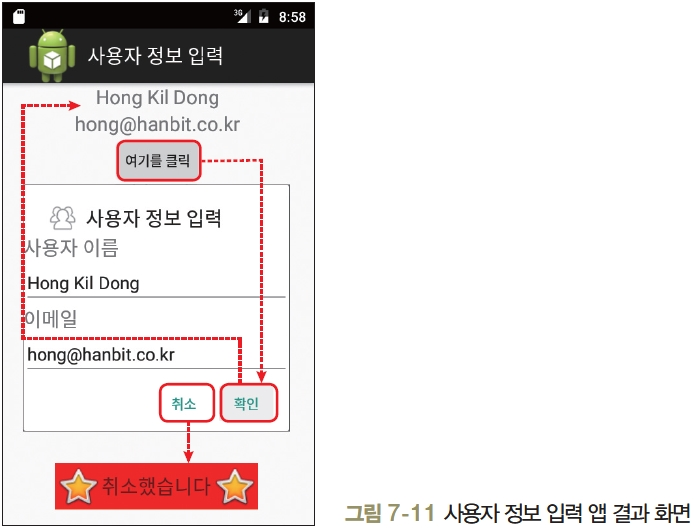 3G 8:58
사용자 정보 입력
Hong Kil Dong
hong@hanbit.co.kr
여기를 클릭
사용자 정보 입력
사용자 이름
Hong Kil Dong
이메일
hong@hanbit.co.kr
취소 확인
취소했습니다
그림 7-11 사용자 정보 입력 앱 결과 화면